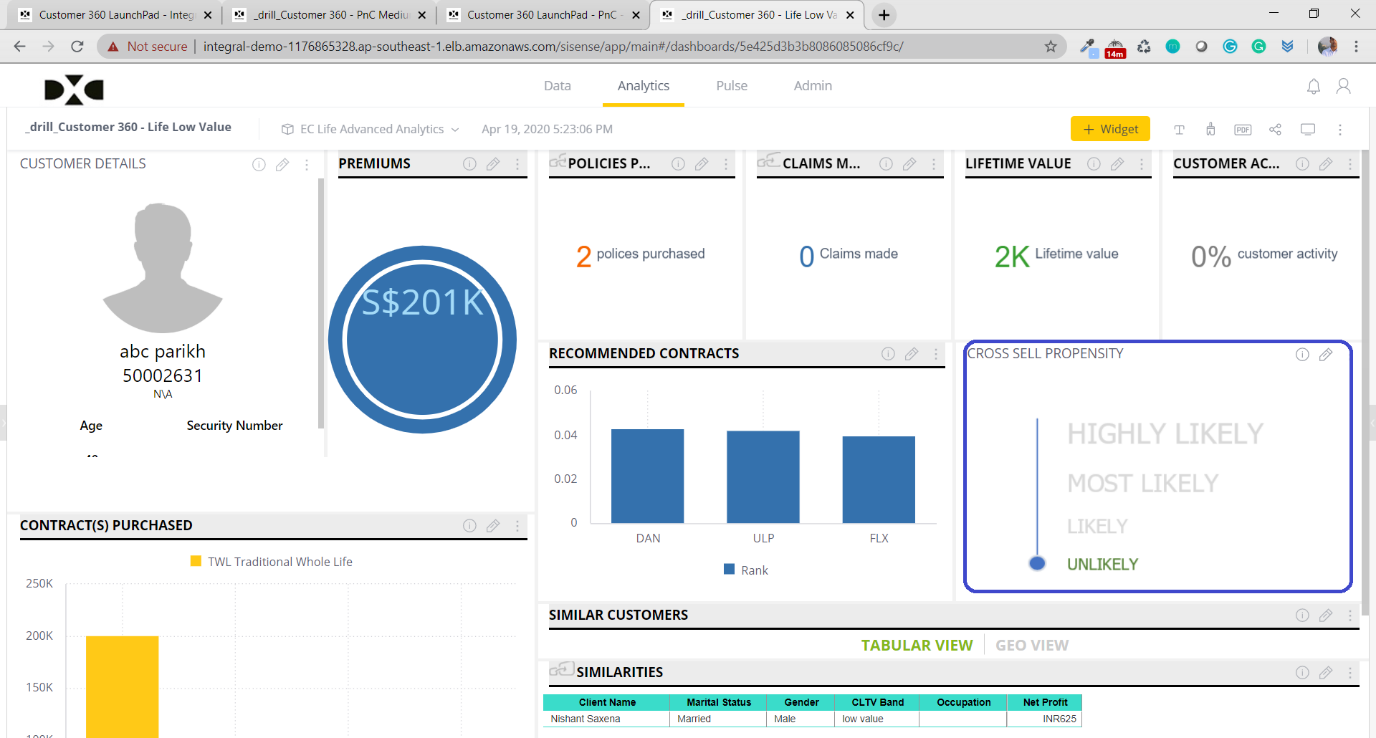 Customer 360 LaunchPad - Integ
_drill_Customer 360 - PnC Mediu
Customer 360 LaunchPad - PnC -
_drill_Customer 360 - Life Low Va
Not secure | integral-demo-1176865328.ap-southeast-1.elb.amazonaws.com/sisense/app/main#/dashboards/5e425d3b3b8086085086cf9c/
14m
Data Analytics Pulse Admin
_drill_Customer 360 - Life Low Value
EC Life Advanced Analytics
Apr 19, 2020 5:23:06 PM
+ Widget
PDF
CUSTOMER DETAILS
abc parikh
50002631
N\A
Age Security Number
PREMIUMS
S$201K
POLICIES P...
2 polices purchased
CLAIMS M...
0 Claims made
LIFETIME VALUE
2K Lifetime value
CUSTOMER AC...
0% customer activity
RECOMMENDED CONTRACTS
0.06
0.04
0.02
0
DAN ULP FLX
Rank
CROSS SELL PROPENSITY
HIGHLY LIKELY
MOST LIKELY
LIKELY
UNLIKELY
CONTRACT(S) PURCHASED
TWL Traditional Whole Life
250K
200K
150K
100K
SIMILAR CUSTOMERS
TABULAR VIEW | GEO VIEW
SIMILARITIES
Client Name Marital Status Gender CLTV Band Occupation Net Profit
Nishant Saxena Married Male low value INR625